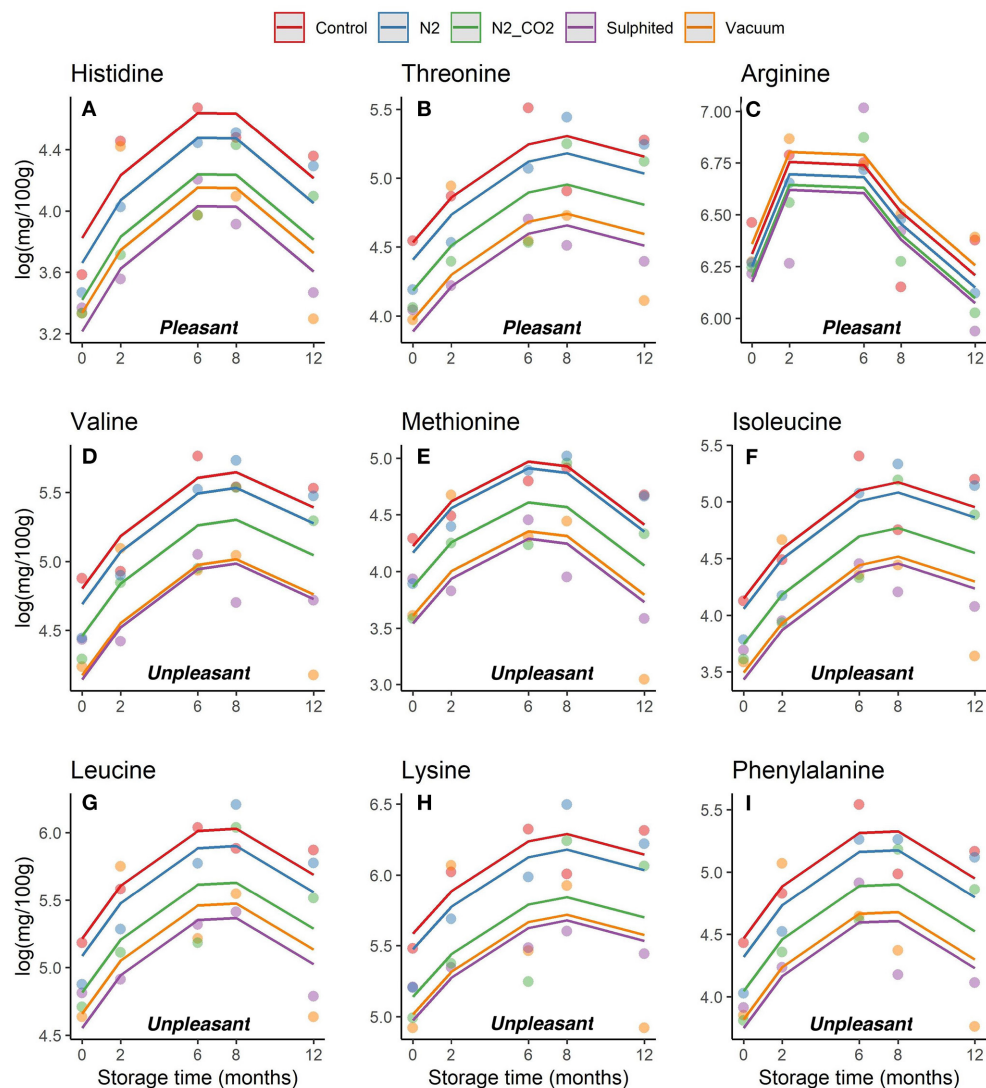 Control N2 N2_CO2 Sulphited Vacuum
Histidine Threonine Arginine
A B C
log(mg/100g)
4.4
4.0
3.6
3.2
5.5
5.0
4.5
4.0
7.00
6.75
6.50
6.25
6.00
Pleasant Pleasant Pleasant
0 2 6 8 12 0 2 6 8 12 0 2 6 8 12
Valine Methionine Isoleucine
D E F
log(mg/100g)
5.5
5.0
4.5
5.0
4.5
4.0
3.5
3.0
5.5
5.0
4.5
4.0
3.5
Unpleasant Unpleasant Unpleasant
0 2 6 8 12 0 2 6 8 12 0 2 6 8 12
Leucine Lysine Phenylalanine
G H I
log(mg/100g)
6.0
5.5
5.0
4.5
6.5
6.0
5.5
5.0
5.5
5.0
4.5
4.0
Unpleasant Unpleasant Unpleasant
0 2 6 8 12 0 2 6 8 12 0 2 6 8 12
Storage time (months) Storage time (months) Storage time (months)